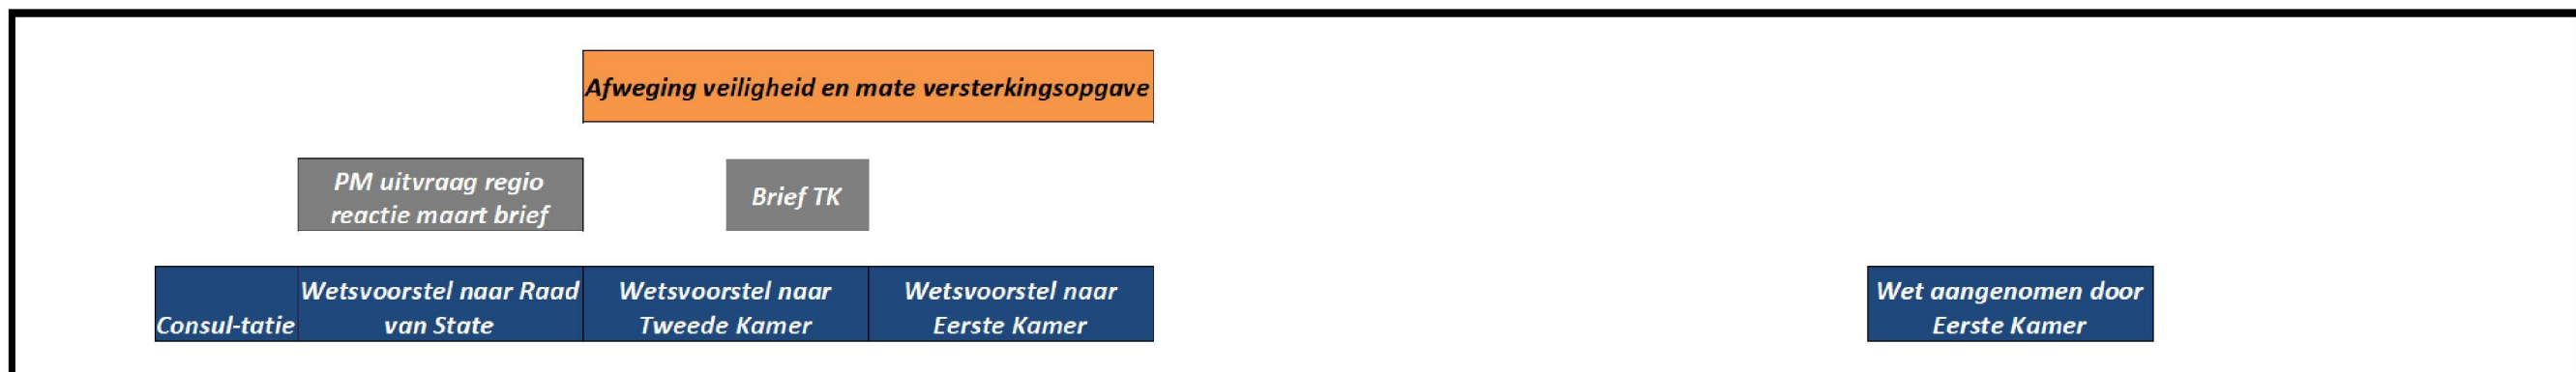 Afweging veiligheid en mate versterkingsopgave
PM uitvraag regio
reactie maart brief
Brief TK
Consul-tatie
Wetsvoorstel naar Raad
van State
Wetsvoorstel naar
Tweede Kamer
Wetsvoorstel naar
Eerste Kamer
Wet aangenomen door
Eerste Kamer